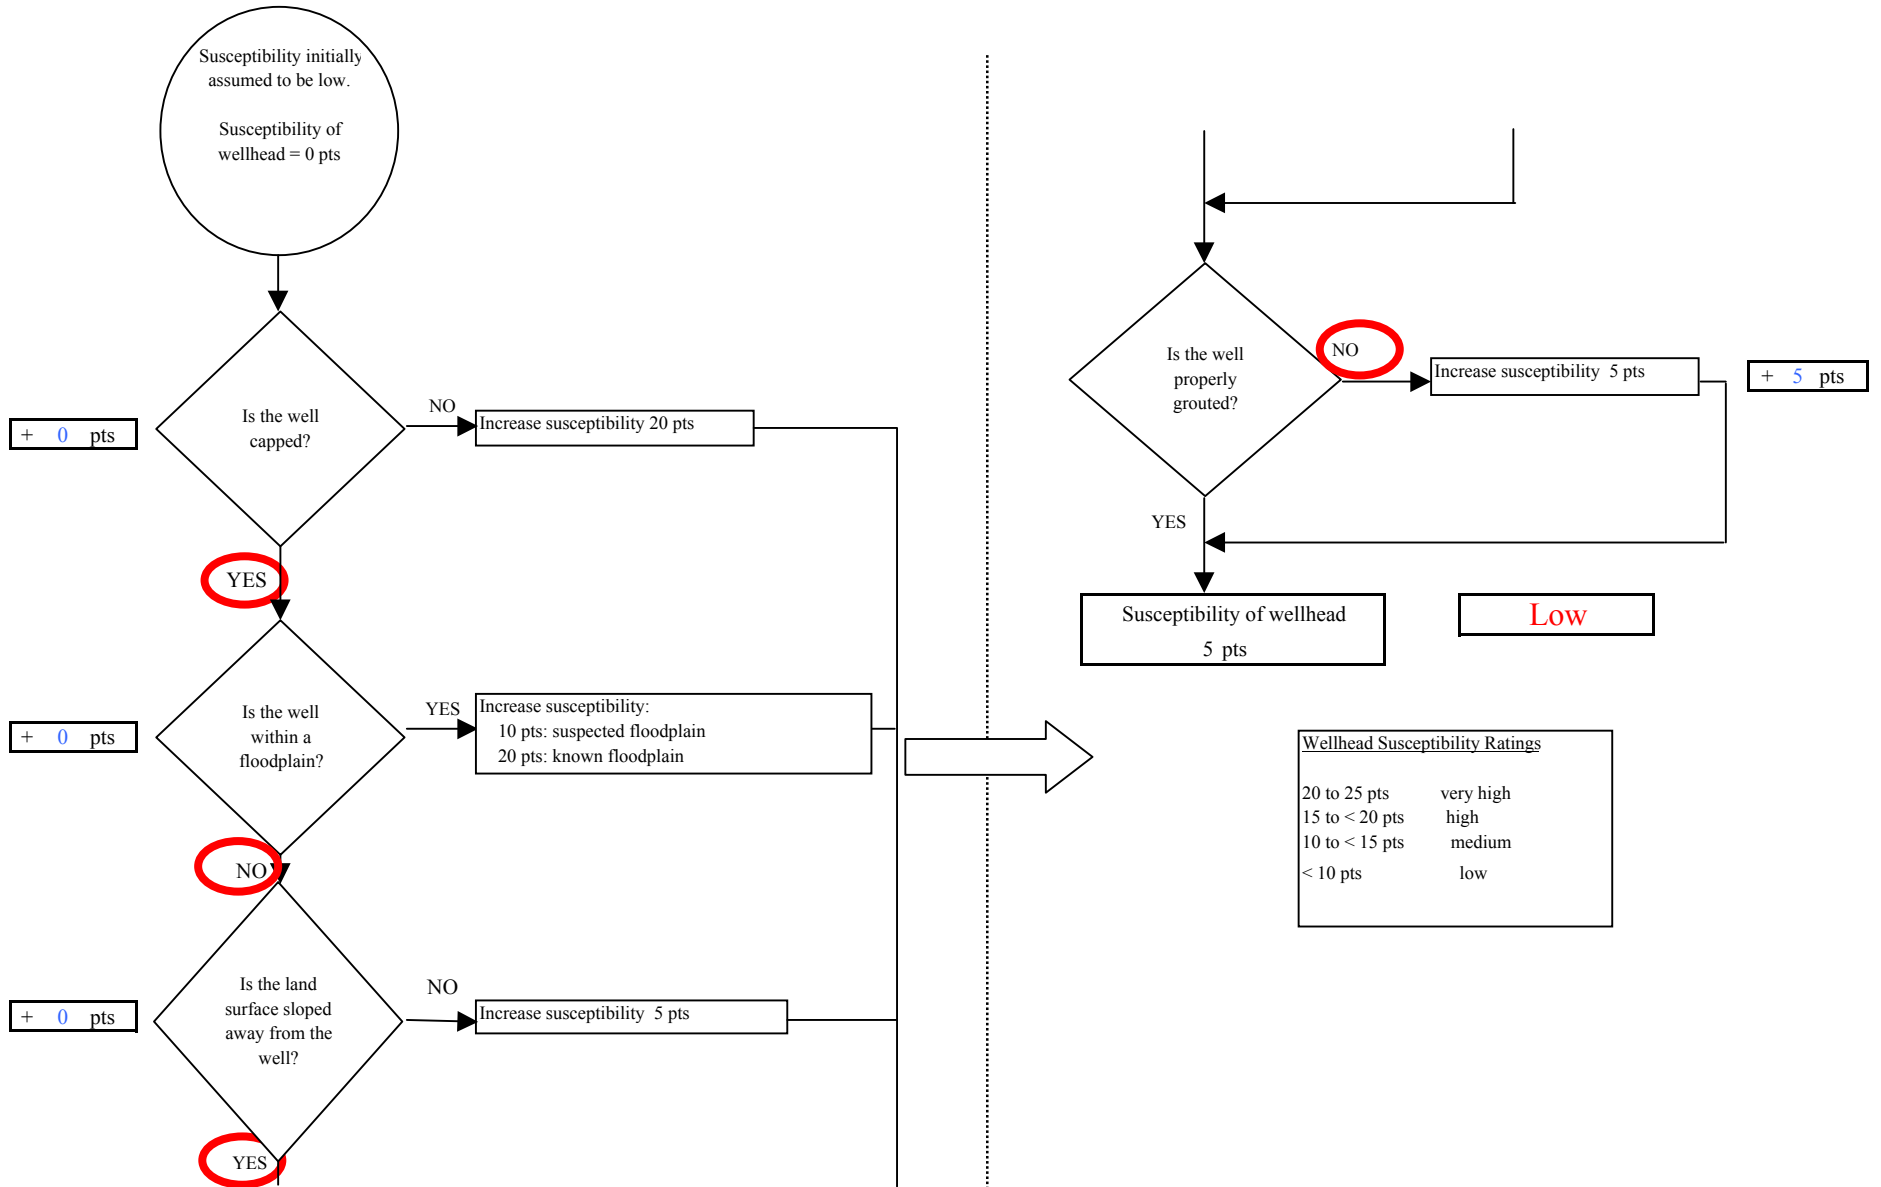 Susceptibility initially
assumed to be low.
Susceptibility of
wellhead = 0 pts
Is the well
capped?
NO
Increase susceptibility 20 pts
+ 0 pts
YES
Is the well
within a
floodplain?
YES
Increase susceptibility:
10 pts: suspected floodplain
20 pts: known floodplain
+ 0 pts
NO
Is the land
surface sloped
away from the
well?
NO
Increase susceptibility 5 pts
+ 0 pts
YES
Is the well
properly
grouted?
NO
Increase susceptibility 5 pts
+ 5 pts
YES
Susceptibility of wellhead
5 pts
Low
Wellhead Susceptibility Ratings
20 to 25 pts very high
15 to < 20 pts high
10 to < 15 pts medium
< 10 pts low